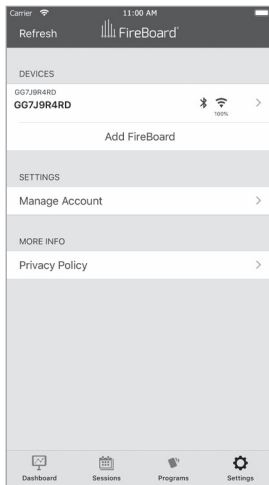 Carrier 11:00 AM
Refresh FireBoard
DEVICES
GG7J9R4RD
GG7J9R4RD
100%
Add FireBoard
SETTINGS
Manage Account
MORE INFO
Privacy Policy
Dashboard Sessions Programs Settings